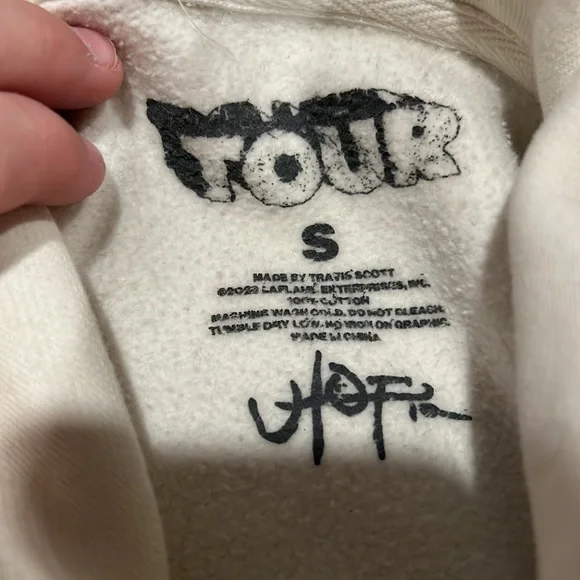 TOUR
S
MADE BY TRAVIS SCOTT
©2023 LAFLAME ENTERPRISES, INC.
100% COTTON
MACHINE WASH COLD. DO NOT BLEACH.
TUMBLE DRY LOW. NO IRON ON GRAPHIC.
MADE IN CHINA